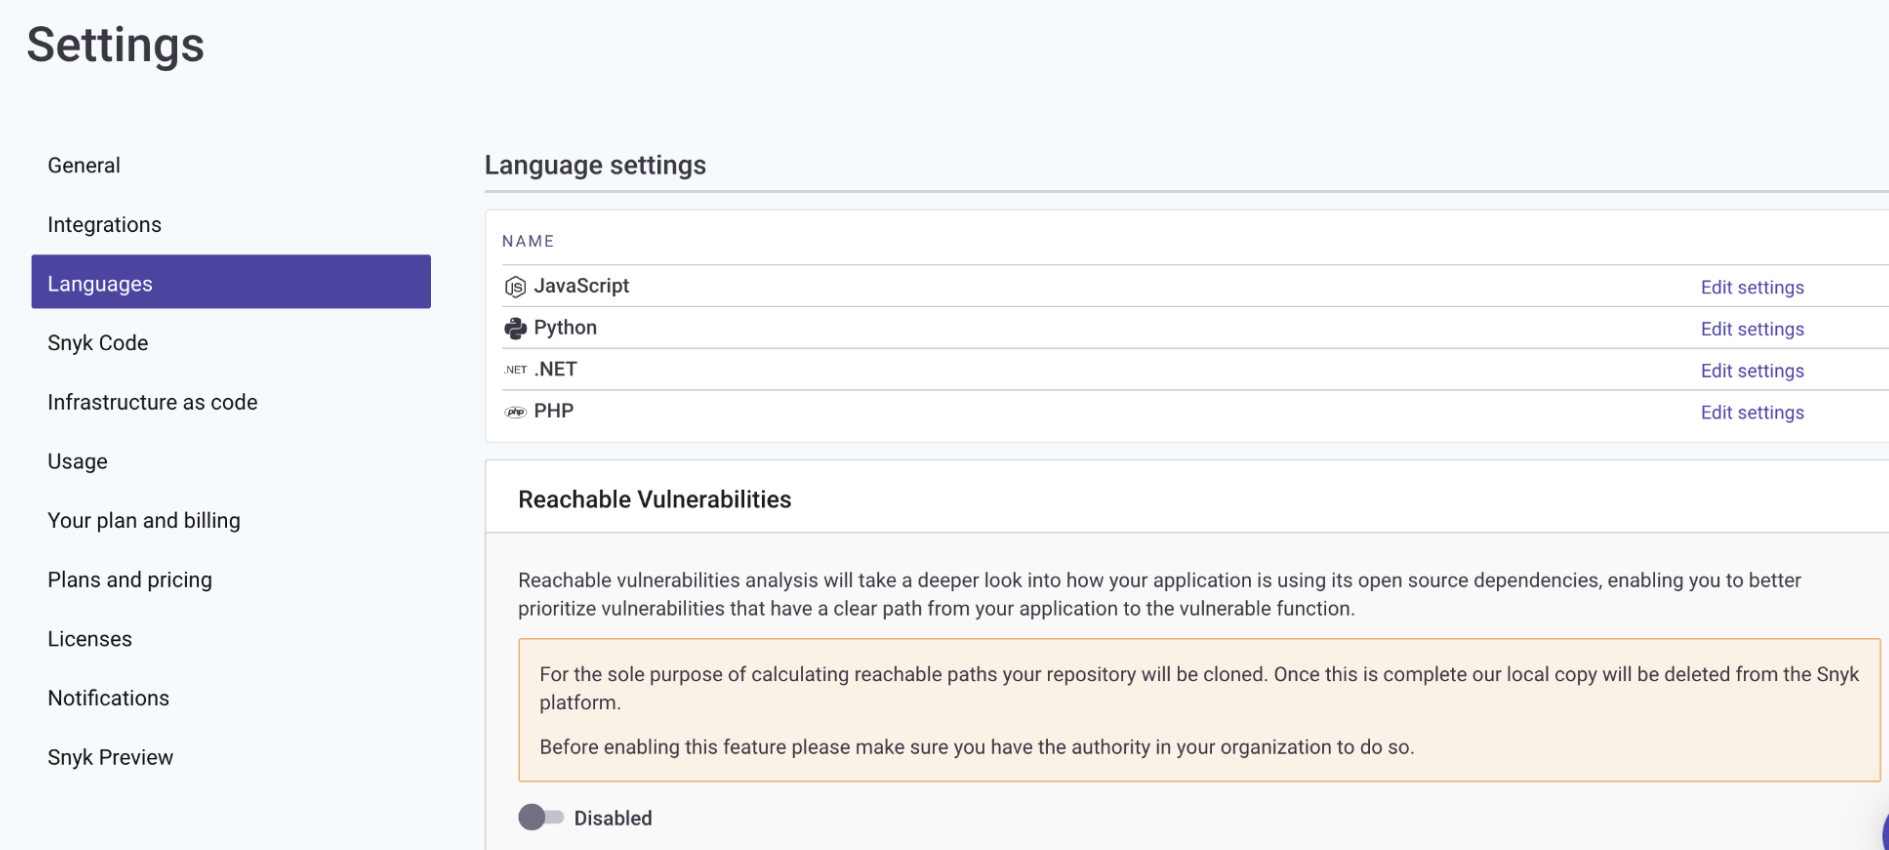 Settings
General
Integrations
Languages
Snyk Code
Infrastructure as code
Usage
Your plan and billing
Plans and pricing
Licenses
Notifications
Snyk Preview
Language settings
NAME
JS JavaScript Edit settings
Python Edit settings
.NET .NET Edit settings
php PHP Edit settings
Reachable Vulnerabilities
Reachable vulnerabilities analysis will take a deeper look into how your application is using its open source dependencies, enabling you to better
prioritize vulnerabilities that have a clear path from your application to the vulnerable function.
For the sole purpose of calculating reachable paths your repository will be cloned. Once this is complete our local copy will be deleted from the Snyk
platform.
Before enabling this feature please make sure you have the authority in your organization to do so.
Disabled